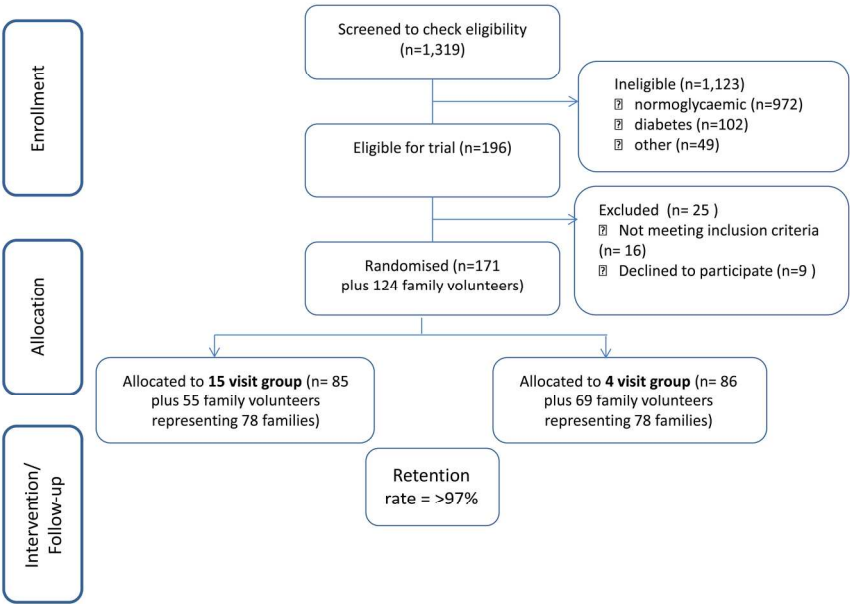 Enrollment
Screened to check eligibility
(n=1,319)
Ineligible (n=1,123)
⍰ normoglycaemic (n=972)
⍰ diabetes (n=102)
⍰ other (n=49)
Eligible for trial (n=196)
Excluded (n= 25 )
⍰ Not meeting inclusion criteria
(n= 16)
⍰ Declined to participate (n=9 )
Allocation
Randomised (n=171
plus 124 family volunteers)
Allocated to 15 visit group (n= 85
plus 55 family volunteers
representing 78 families)
Allocated to 4 visit group (n= 86
plus 69 family volunteers
representing 78 families)
Intervention/
Follow-up
Retention
rate = >97%